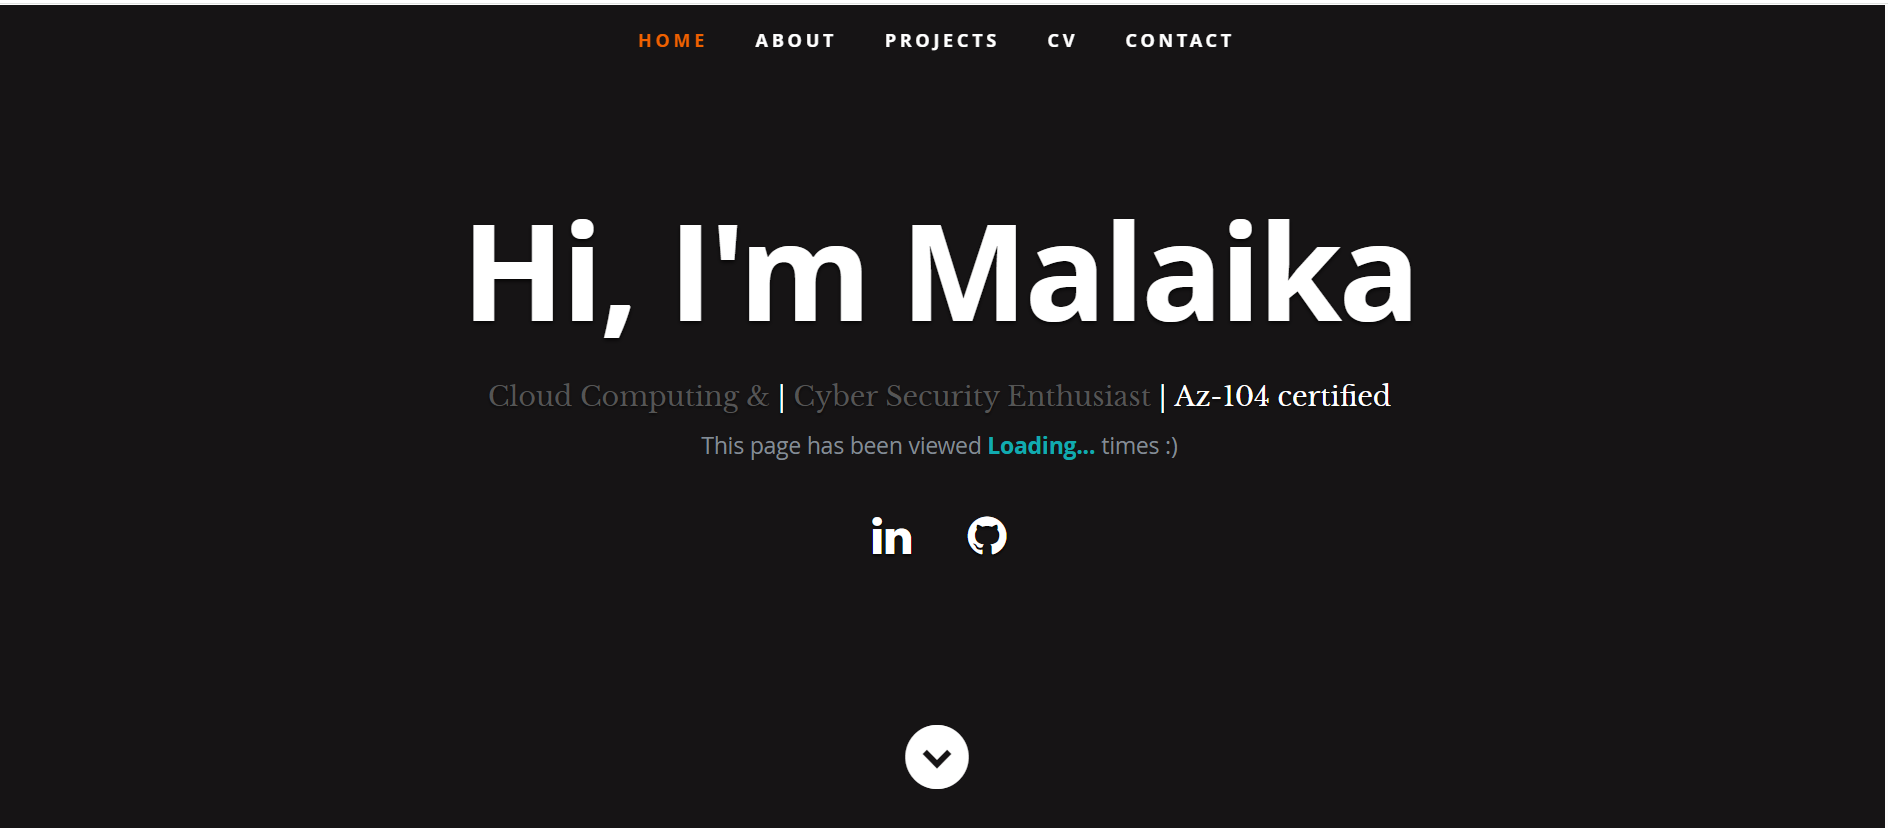 HOME ABOUT PROJECTS CV CONTACT
Hi, I'm Malaika
Cloud Computing & | Cyber Security Enthusiast | Az-104 certified
This page has been viewed Loading... times :)
in